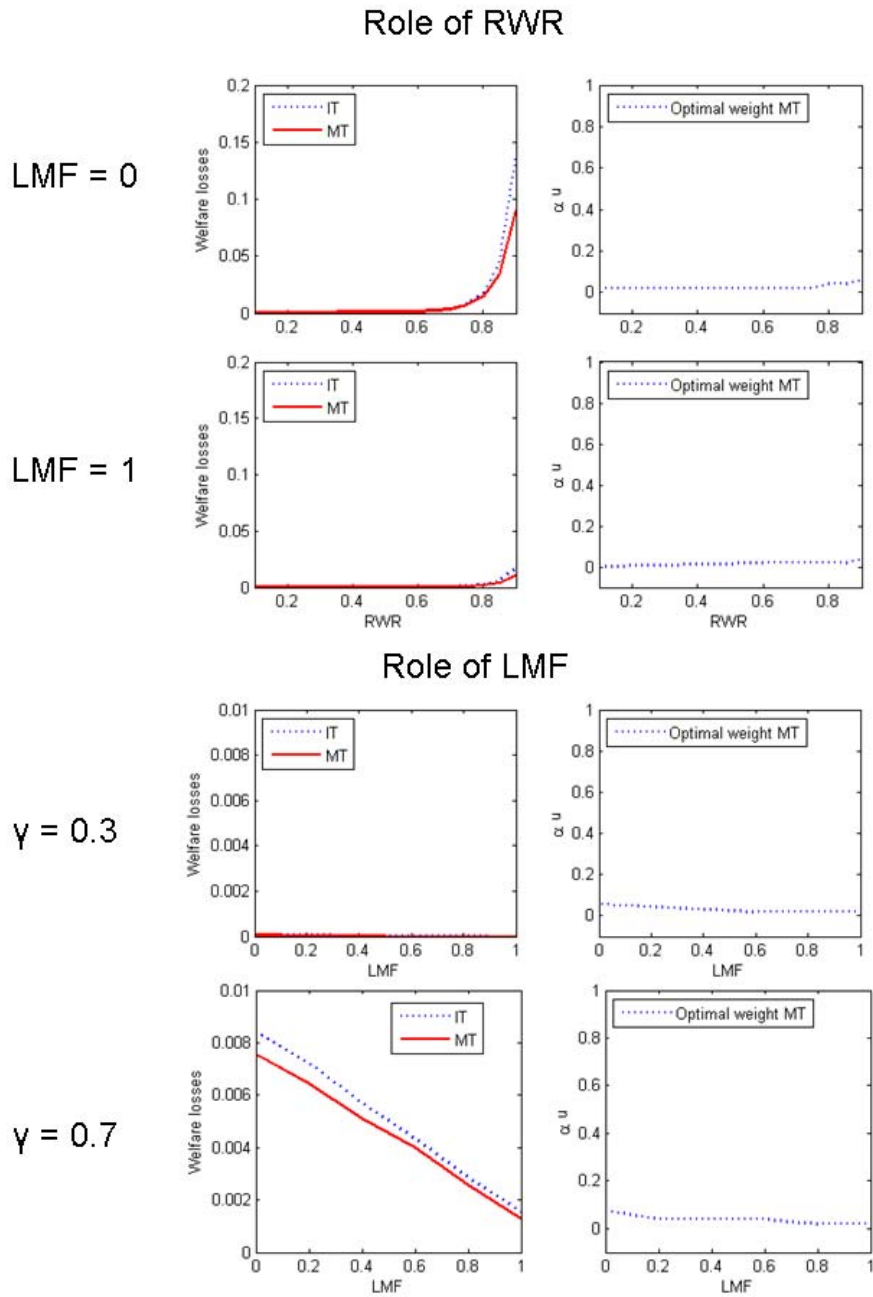 Role of RWR
LMF = 0
0.2
0.15
0.1
0.05
0
Welfare losses
IT
MT
0.2 0.4 0.6 0.8
1
0.8
0.6
0.4
0.2
0
α u
Optimal weight MT
0.2 0.4 0.6 0.8
LMF = 1
0.2
0.15
0.1
0.05
0
Welfare losses
IT
MT
0.2 0.4 0.6 0.8
RWR
1
0.8
0.6
0.4
0.2
0
α u
Optimal weight MT
0.2 0.4 0.6 0.8
RWR
Role of LMF
γ = 0.3
0.01
0.008
0.006
0.004
0.002
0
Welfare losses
IT
MT
0 0.2 0.4 0.6 0.8 1
LMF
1
0.8
0.6
0.4
0.2
0
α u
Optimal weight MT
0 0.2 0.4 0.6 0.8 1
LMF
γ = 0.7
0.01
0.008
0.006
0.004
0.002
0
Welfare losses
IT
MT
0 0.2 0.4 0.6 0.8 1
LMF
1
0.8
0.6
0.4
0.2
0
α u
Optimal weight MT
0 0.2 0.4 0.6 0.8 1
LMF